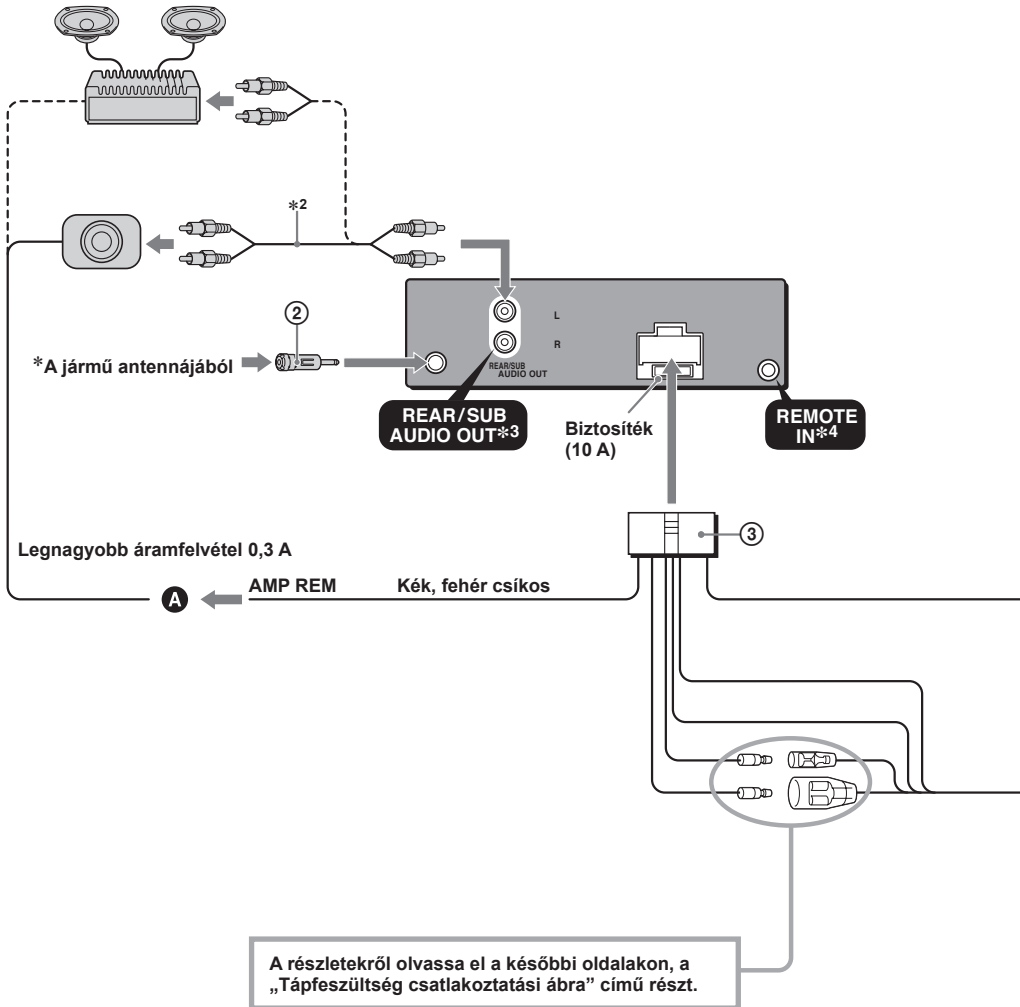 *2
②
L
R
*A jármű antennájából
REAR/SUB
AUDIO OUT
REAR/SUB
AUDIO OUT*3
Biztosíték
(10 A)
REMOTE
IN*4
③
Legnagyobb áramfelvétel 0,3 A
A
AMP REM Kék, fehér csíkos
A részletekről olvassa el a későbbi oldalakon, a
„Tápfeszültség csatlakoztatási ábra” című részt.